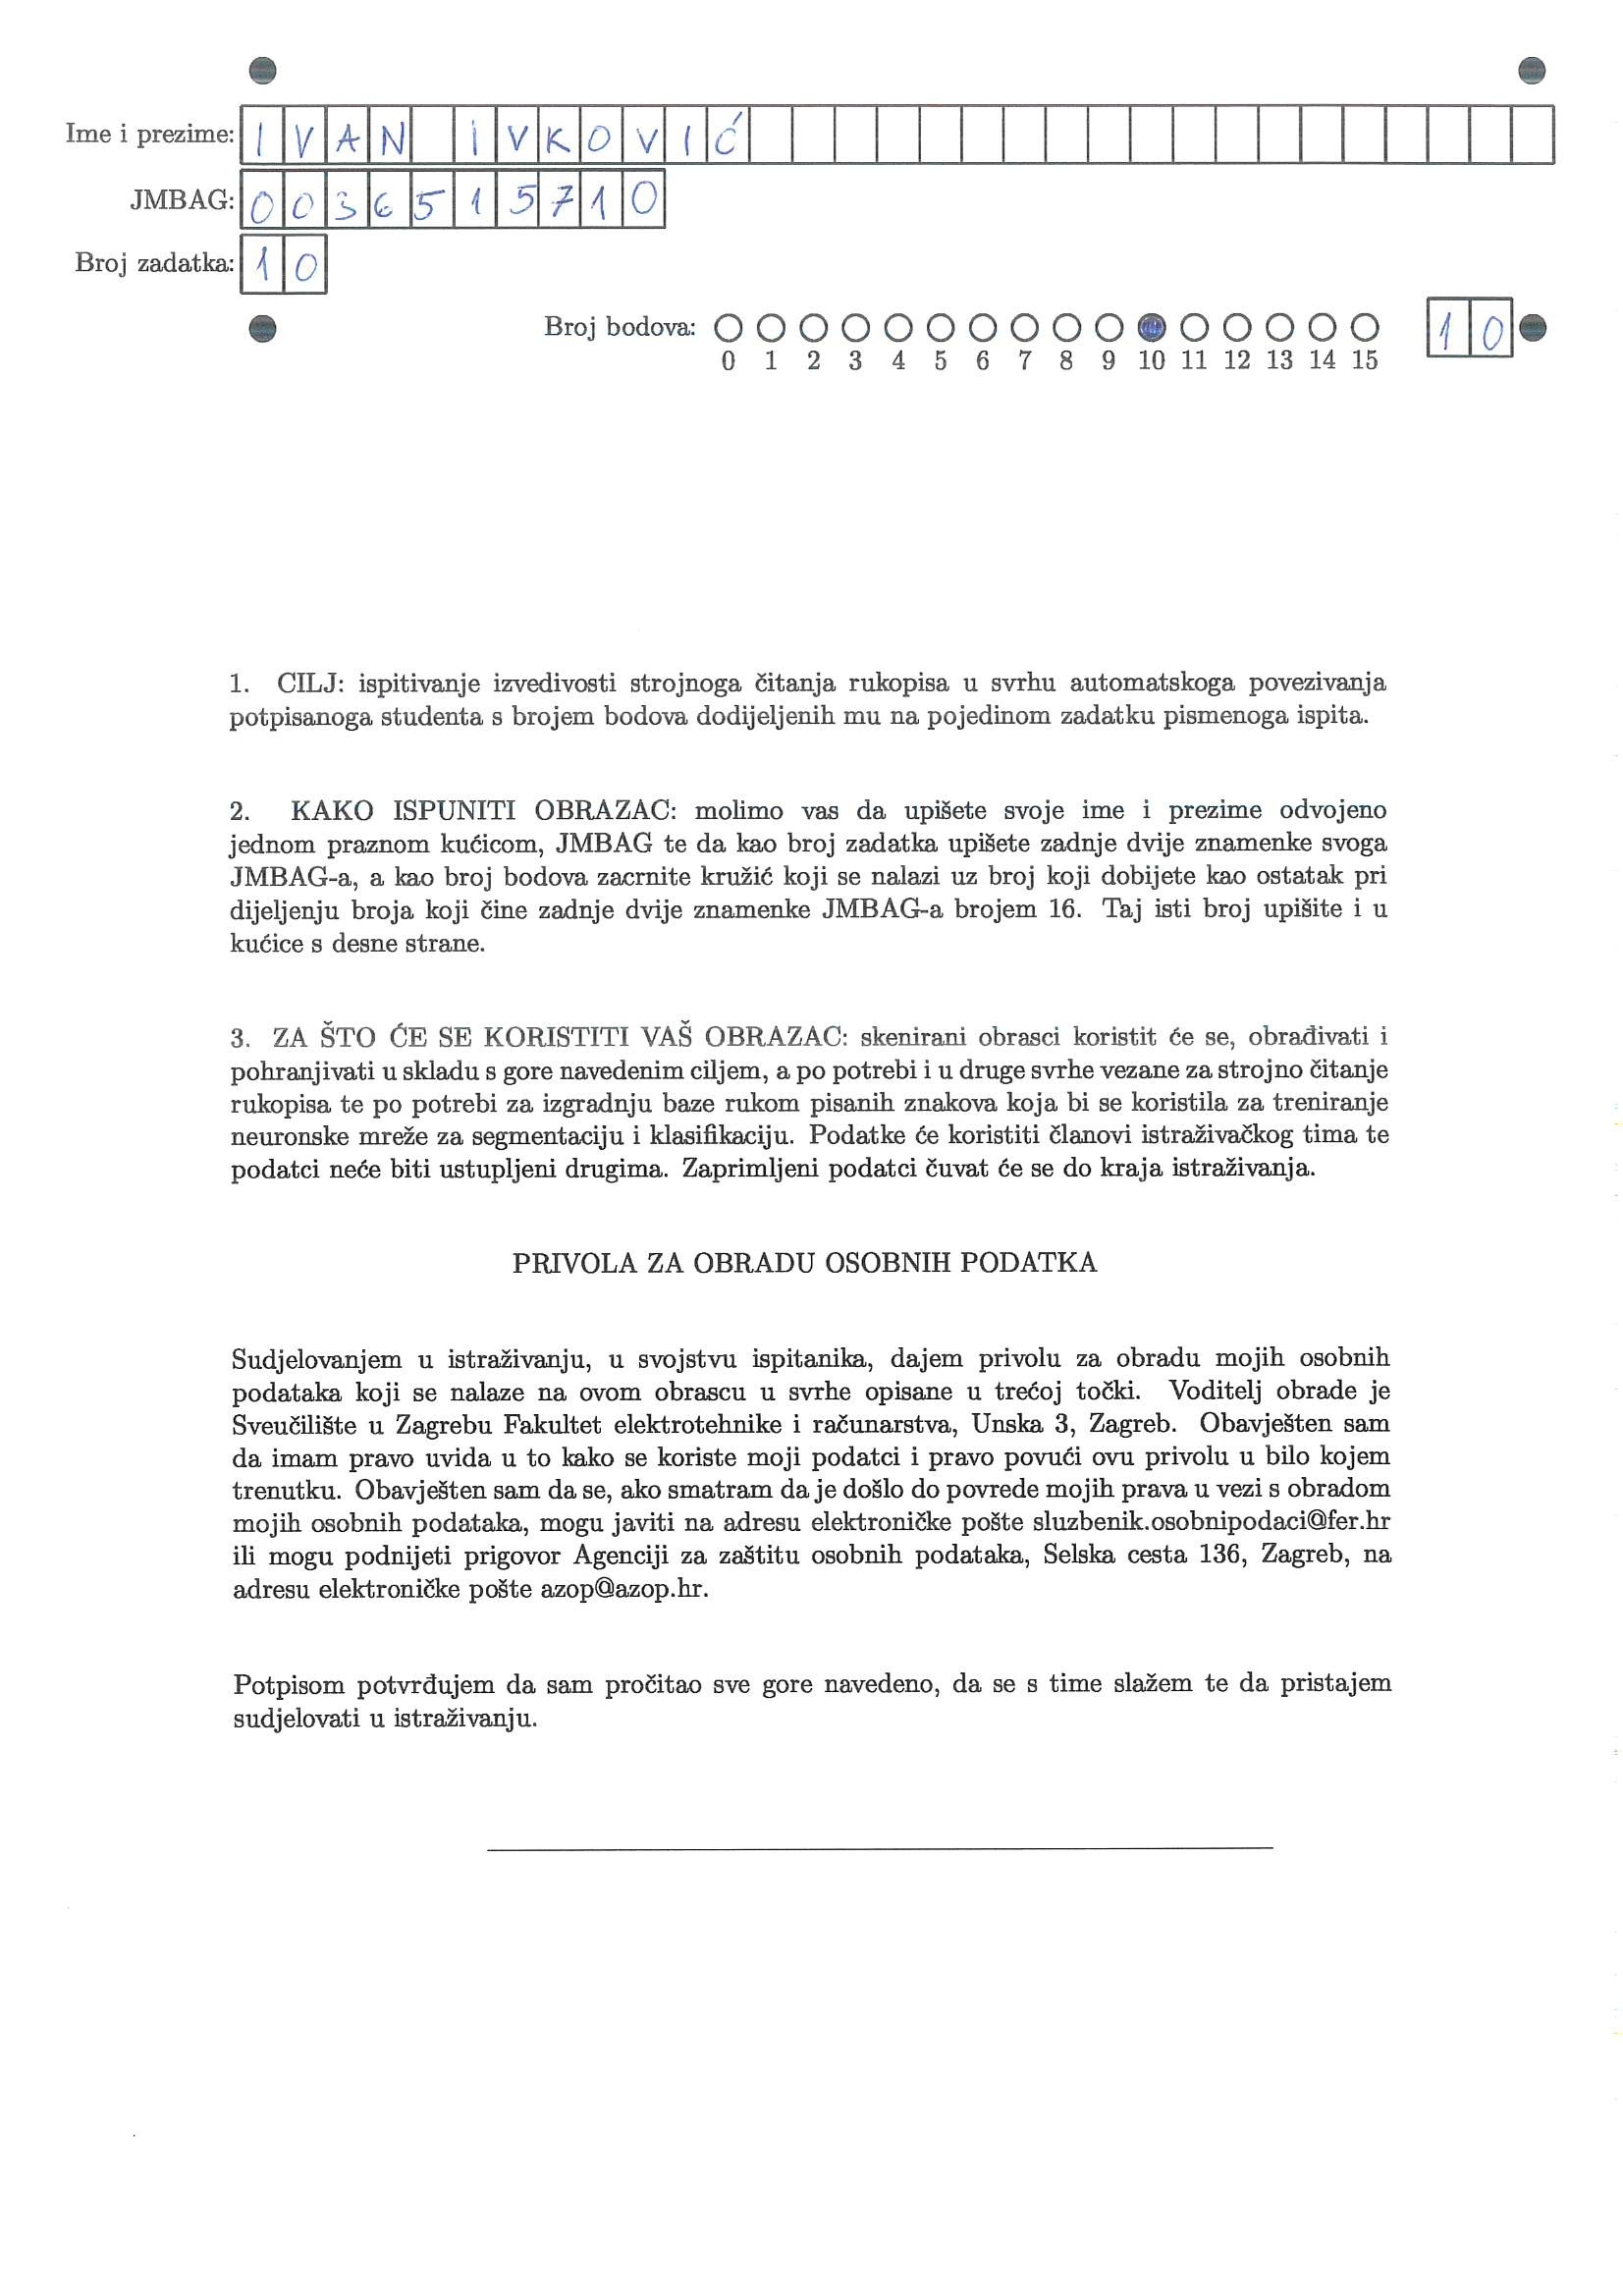 Ime i prezime: IVAN IVKOVIĆ
JMBAG: 0036515710
Broj zadatka: 10
Broj bodova: 10
0 1 2 3 4 5 6 7 8 9 10 11 12 13 14 15
1. CILJ: ispitivanje izvedivosti strojnoga čitanja rukopisa u svrhu automatskoga povezivanja
potpisanoga studenta s brojem bodova dodijeljenih mu na pojedinom zadatku pismenoga ispita.
2. KAKO ISPUNITI OBRAZAC: molimo vas da upišete svoje ime i prezime odvojeno
jednom praznom kućicom, JMBAG te da kao broj zadatka upišete zadnje dvije znamenke svoga
JMBAG-a, a kao broj bodova zacrnite kružić koji se nalazi uz broj koji dobijete kao ostatak pri
dijeljenju broja koji čine zadnje dvije znamenke JMBAG-a brojem 16. Taj isti broj upišite i u
kućice s desne strane.
3. ZA ŠTO ĆE SE KORISTITI VAŠ OBRAZAC: skenirani obrasci koristit će se, obrađivati i
pohranjivati u skladu s gore navedenim ciljem, a po potrebi i u druge svrhe vezane za strojno čitanje
rukopisa te po potrebi za izgradnju baze rukom pisanih znakova koja bi se koristila za treniranje
neuronske mreže za segmentaciju i klasifikaciju. Podatke će koristiti članovi istraživačkog tima te
podatci neće biti ustupljeni drugima. Zaprimljeni podatci čuvat će se do kraja istraživanja.
PRIVOLA ZA OBRADU OSOBNIH PODATKA
Sudjelovanjem u istraživanju, u svojstvu ispitanika, dajem privolu za obradu mojih osobnih
podataka koji se nalaze na ovom obrascu u svrhe opisane u trećoj točki. Voditelj obrade je
Sveučilište u Zagrebu Fakultet elektrotehnike i računarstva, Unska 3, Zagreb. Obavješten sam
da imam pravo uvida u to kako se koriste moji podatci i pravo povući ovu privolu u bilo kojem
trenutku. Obavješten sam da se, ako smatram da je došlo do povrede mojih prava u vezi s obradom
mojih osobnih podataka, mogu javiti na adresu elektroničke pošte sluzbenik.osobnipodaci@fer.hr
ili mogu podnijeti prigovor Agenciji za zaštitu osobnih podataka, Selska cesta 136, Zagreb, na
adresu elektroničke pošte azop@azop.hr.
Potpisom potvrđujem da sam pročitao sve gore navedeno, da se s time slažem te da pristajem
sudjelovati u istraživanju.